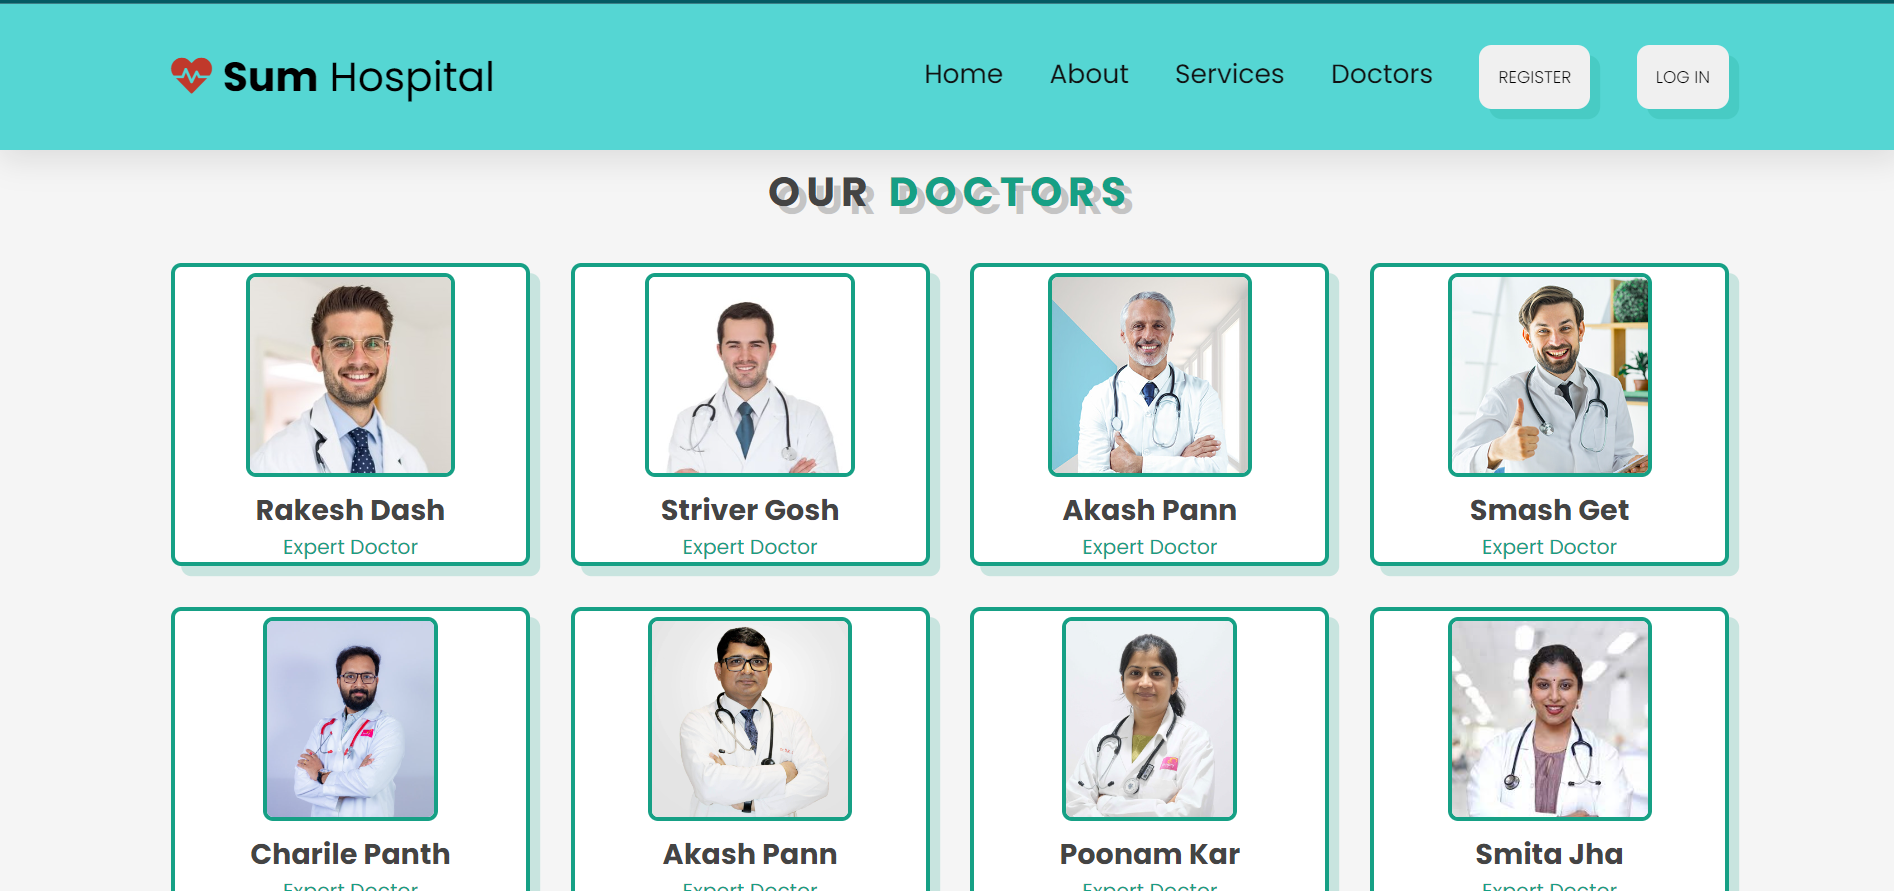 Sum Hospital
Home About Services Doctors REGISTER LOG IN
OUR DOCTORS
Rakesh Dash
Expert Doctor
Striver Gosh
Expert Doctor
Akash Pann
Expert Doctor
Smash Get
Expert Doctor
Charile Panth
Expert Doctor
Akash Pann
Expert Doctor
Poonam Kar
Expert Doctor
Smita Jha
Expert Doctor